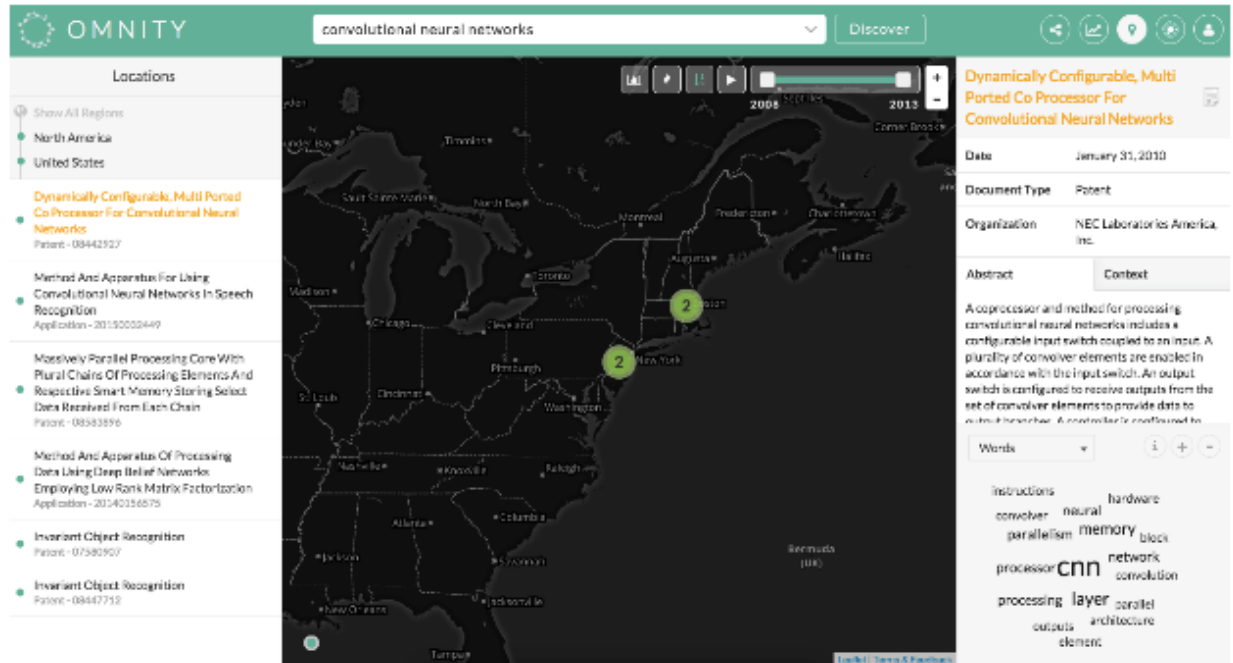 OMNITY
convolutional neural networks
Discover
Locations
Show All Regions
North America
United States
Dynamically Configurable, Multi Ported
Co Processor For Convolutional Neural
Networks
Patent - 08442927
Method And Apparatus For Using
Convolutional Neural Networks In Speech
Recognition
Application - 20150032449
Massively Parallel Processing Core With
Plural Chains Of Processing Elements And
Respective Smart Memory Storing Select
Data Received From Each Chain
Patent - 08583896
Method And Apparatus Of Processing
Data Using Deep Belief Networks
Employing Low Rank Matrix Factorization
Application - 20140156575
Invariant Object Recognition
Patent - 07580907
Invariant Object Recognition
Patent - 08447712
2008
2013
+
-
Corner Brook
Timmins
Sault Sainte Marie
North Bay
Montreal
Fredericton
Charlottetown
Halifax
Augusta
Toronto
Madison
2
Chicago
Cleveland
2
New York
Pittsburgh
St. Louis
Cincinnati
Washington
Nashville
Knoxville
Raleigh
Atlanta
Columbia
Jackson
Savannah
Bermuda
(UK)
New Orleans
Jacksonville
Tampa
Leaflet | Terms & Feedback
Dynamically Configurable, Multi
Ported Co Processor For
Convolutional Neural Networks
Date January 31, 2010
Document Type Patent
Organization NEC Laboratories America,
Inc.
Abstract Context
A coprocessor and method for processing
convolutional neural networks includes a
configurable input switch coupled to an input. A
plurality of convolver elements are enabled in
accordance with the input switch. An output
switch is configured to receive outputs from the
set of convolver elements to provide data to
output branches. A controller is configured to
Words
i + -
instructions
hardware
convolver neural
parallelism memory block
processor cnn network
convolution
processing layer parallel
outputs architecture
element